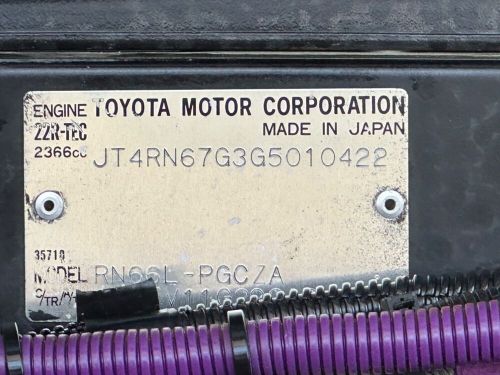 ENGINE TOYOTA MOTOR CORPORATION
22R-TEC MADE IN JAPAN
2366cc JT4RN67G3G5010422
35710
MODEL RN66L-PGCZA